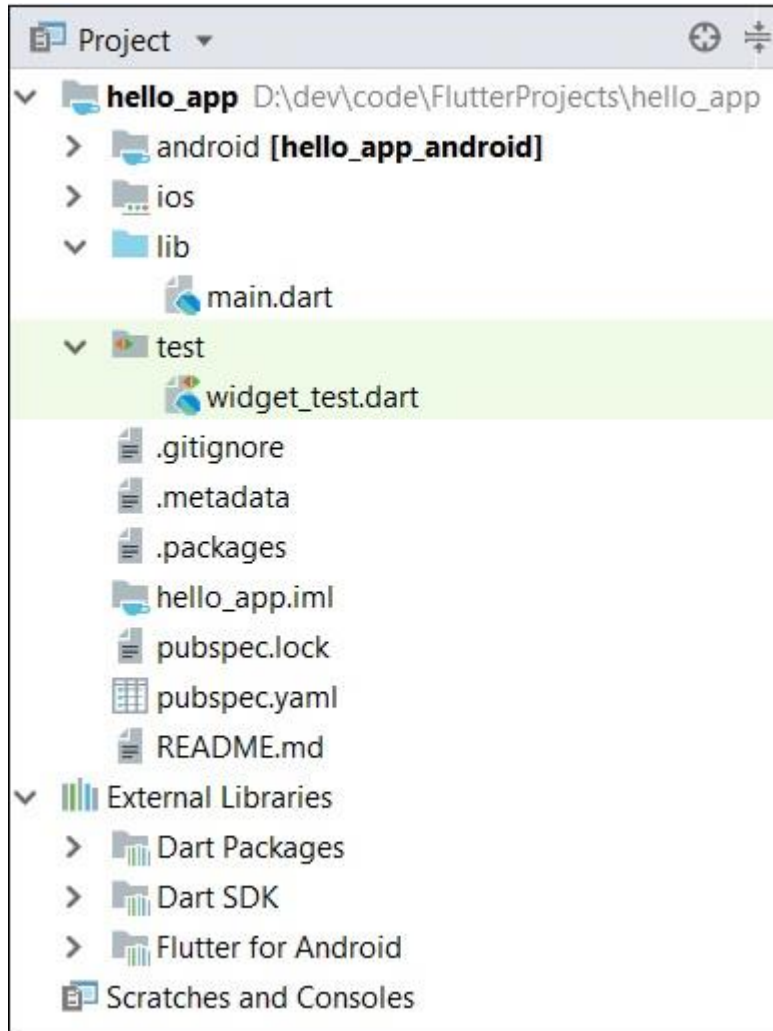 Project
hello_app D:\dev\code\FlutterProjects\hello_app
android [hello_app_android]
ios
lib
main.dart
test
widget_test.dart
.gitignore
.metadata
.packages
hello_app.iml
pubspec.lock
pubspec.yaml
README.md
External Libraries
Dart Packages
Dart SDK
Flutter for Android
Scratches and Consoles